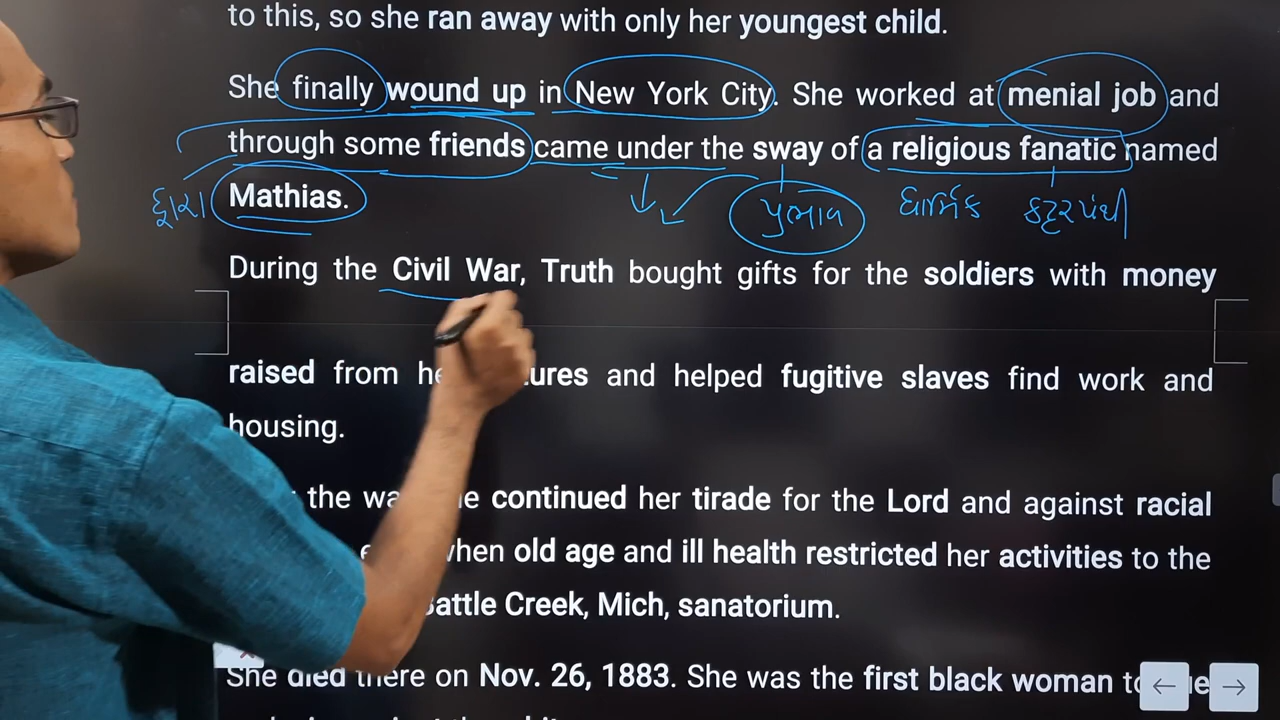 to this, so she ran away with only her youngest child.
She finally wound up in New York City. She worked at menial job and
through some friends came under the sway of a religious fanatic named
દ્વારા Mathias. પ્રભાવ ધાર્મિક કટ્ટરપંથી
During the Civil War, Truth bought gifts for the soldiers with money
raised from and helped fugitive slaves find work and
housing.
the continued her tirade for the Lord and against racial
when old age and ill health restricted her activities to the
Battle Creek, Mich, sanatorium.
She died there on Nov. 26, 1883. She was the first black woman